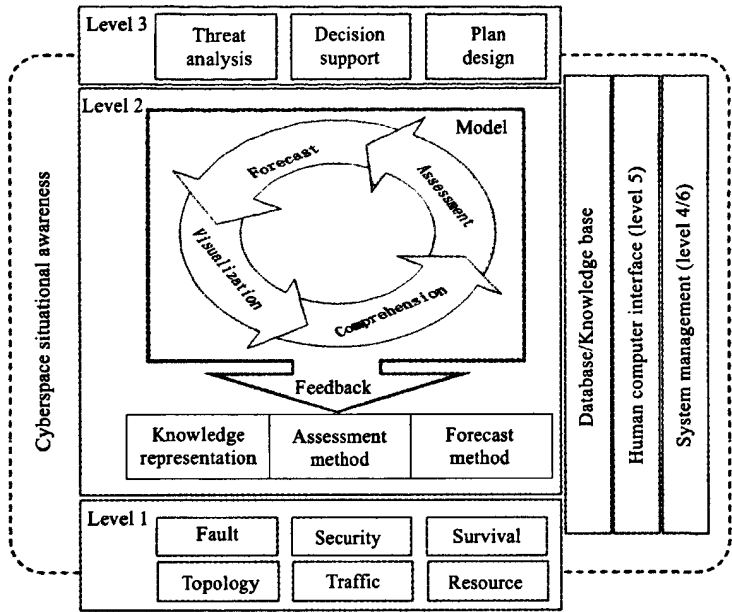 Level 3
Threat
analysis
Decision
support
Plan
design
Level 2
Model
Forecast
Assessment
Visualization
Comprehension
Feedback
Knowledge
representation
Assessment
method
Forecast
method
Level 1
Fault
Security
Survival
Topology
Traffic
Resource
Cyberspace situational awareness
Database/Knowledge base
Human computer interface (level 5)
System management (level 4/6)